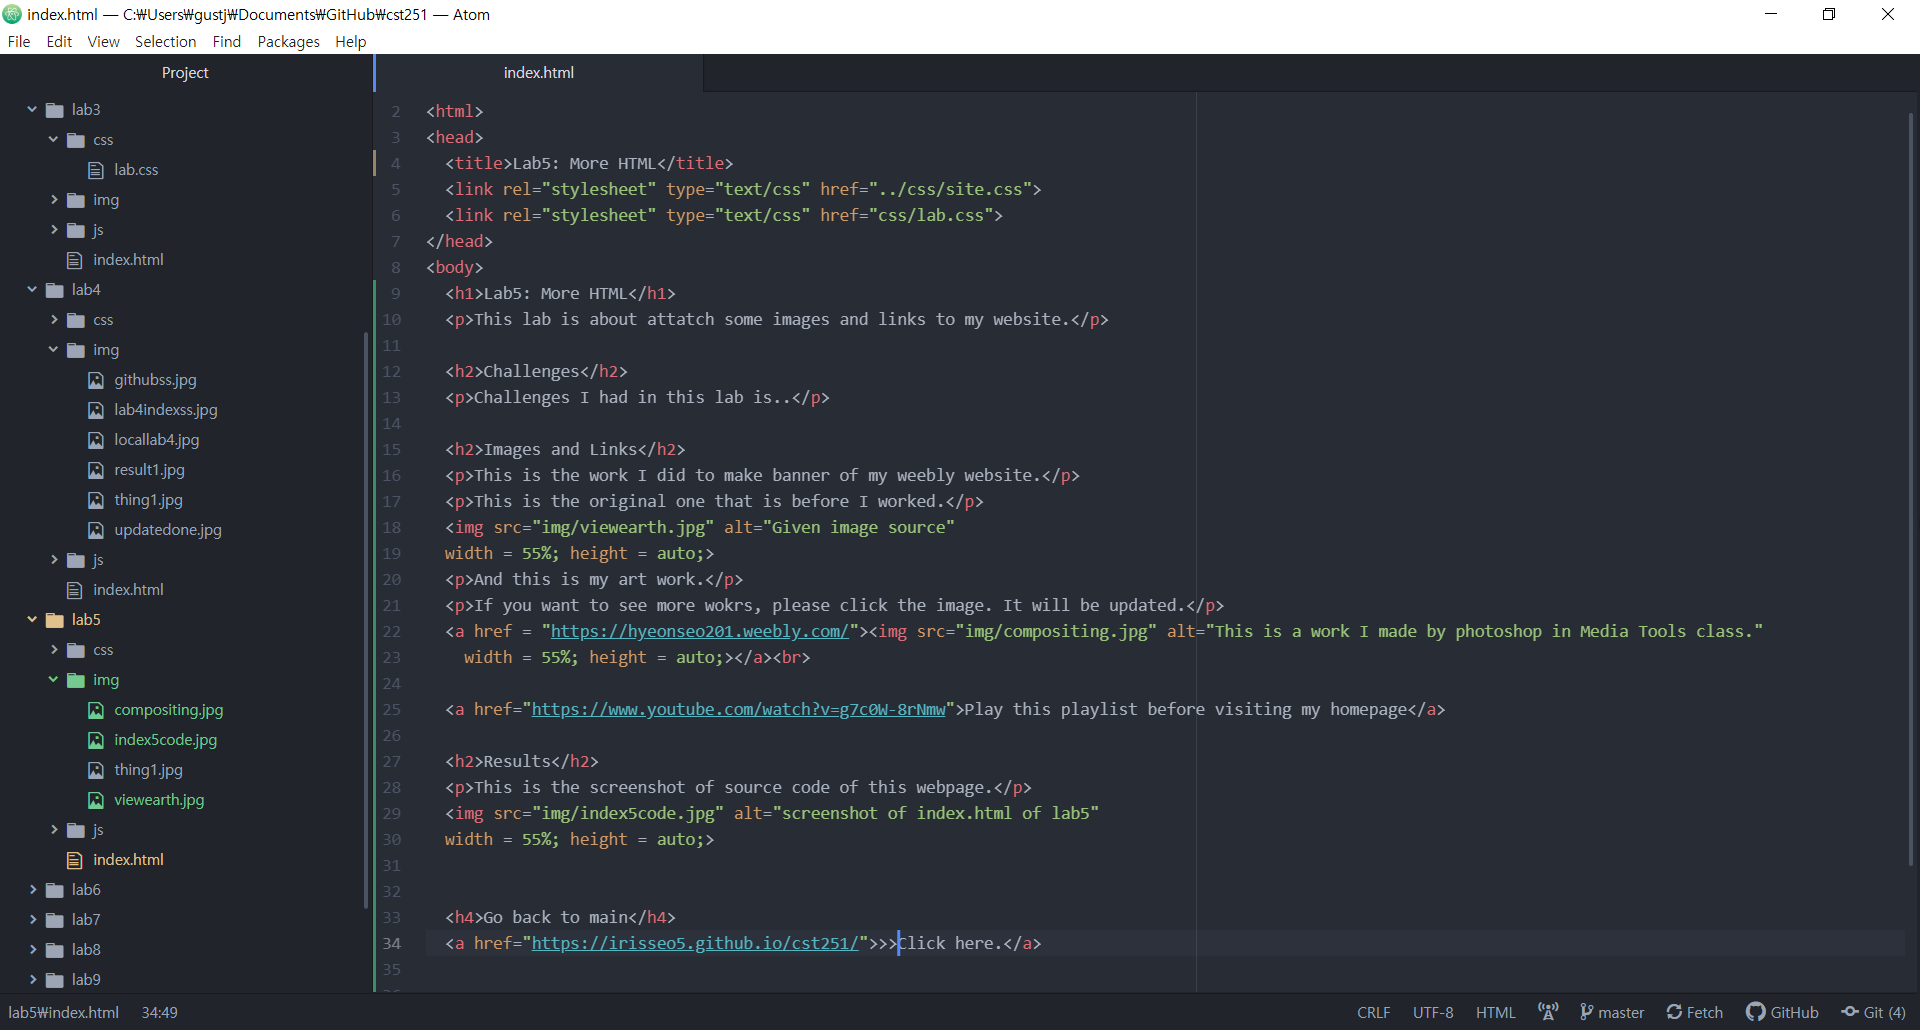 index.html — C:₩Users₩gustj₩Documents₩GitHub₩cst251 — Atom
File Edit View Selection Find Packages Help
Project
lab3
css
lab.css
img
js
index.html
lab4
css
img
githubss.jpg
lab4indexss.jpg
locallab4.jpg
result1.jpg
thing1.jpg
updatedone.jpg
js
index.html
lab5
css
img
compositing.jpg
index5code.jpg
thing1.jpg
viewearth.jpg
js
index.html
lab6
lab7
lab8
lab9
index.html
2 <html>
3 <head>
4 <title>Lab5: More HTML</title>
5 <link rel="stylesheet" type="text/css" href="../css/site.css">
6 <link rel="stylesheet" type="text/css" href="css/lab.css">
7 </head>
8 <body>
9 <h1>Lab5: More HTML</h1>
10 <p>This lab is about attatch some images and links to my website.</p>
11
12 <h2>Challenges</h2>
13 <p>Challenges I had in this lab is..</p>
14
15 <h2>Images and Links</h2>
16 <p>This is the work I did to make banner of my weebly website.</p>
17 <p>This is the original one that is before I worked.</p>
18 <img src="img/viewearth.jpg" alt="Given image source"
19 width = 55%; height = auto;>
20 <p>And this is my art work.</p>
21 <p>If you want to see more wokrs, please click the image. It will be updated.</p>
22 <a href = "https://hyeonseo201.weebly.com/"><img src="img/compositing.jpg" alt="This is a work I made by photoshop in Media Tools class."
23 width = 55%; height = auto;></a><br>
24
25 <a href="https://www.youtube.com/watch?v=g7c0W-8rNmw">Play this playlist before visiting my homepage</a>
26
27 <h2>Results</h2>
28 <p>This is the screenshot of source code of this webpage.</p>
29 <img src="img/index5code.jpg" alt="screenshot of index.html of lab5"
30 width = 55%; height = auto;>
31
32
33 <h4>Go back to main</h4>
34 <a href="https://irisseo5.github.io/cst251/">>>Click here.</a>
35
lab5₩index.html 34:49
CRLF UTF-8 HTML master Fetch GitHub Git (4)